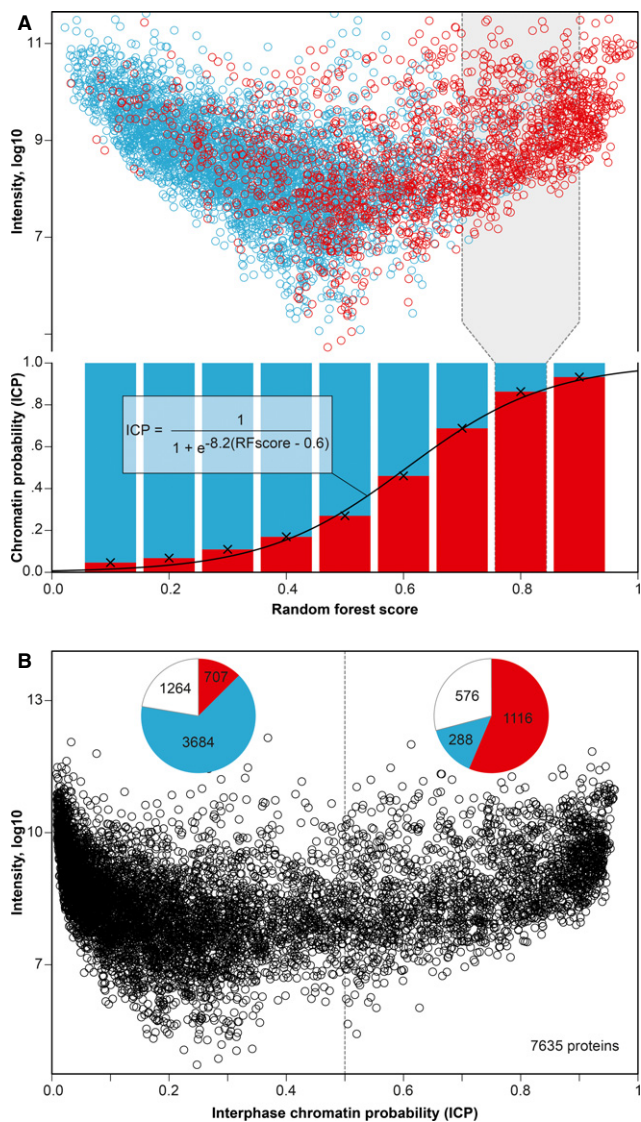 A
11
9
7
Intensity, log10
1.0
.8
.6
.4
.2
0.0
Chromatin probability (ICP)
ICP = 1
1 + e-8.2(RFscore - 0.6)
0.0 0.2 0.4 0.6 0.8 1
Random forest score
B
13
10
7
Intensity, log10
1264 707
3684
576 1116
288
7635 proteins
0.0 0.2 0.4 0.6 0.8 1
Interphase chromatin probability (ICP)